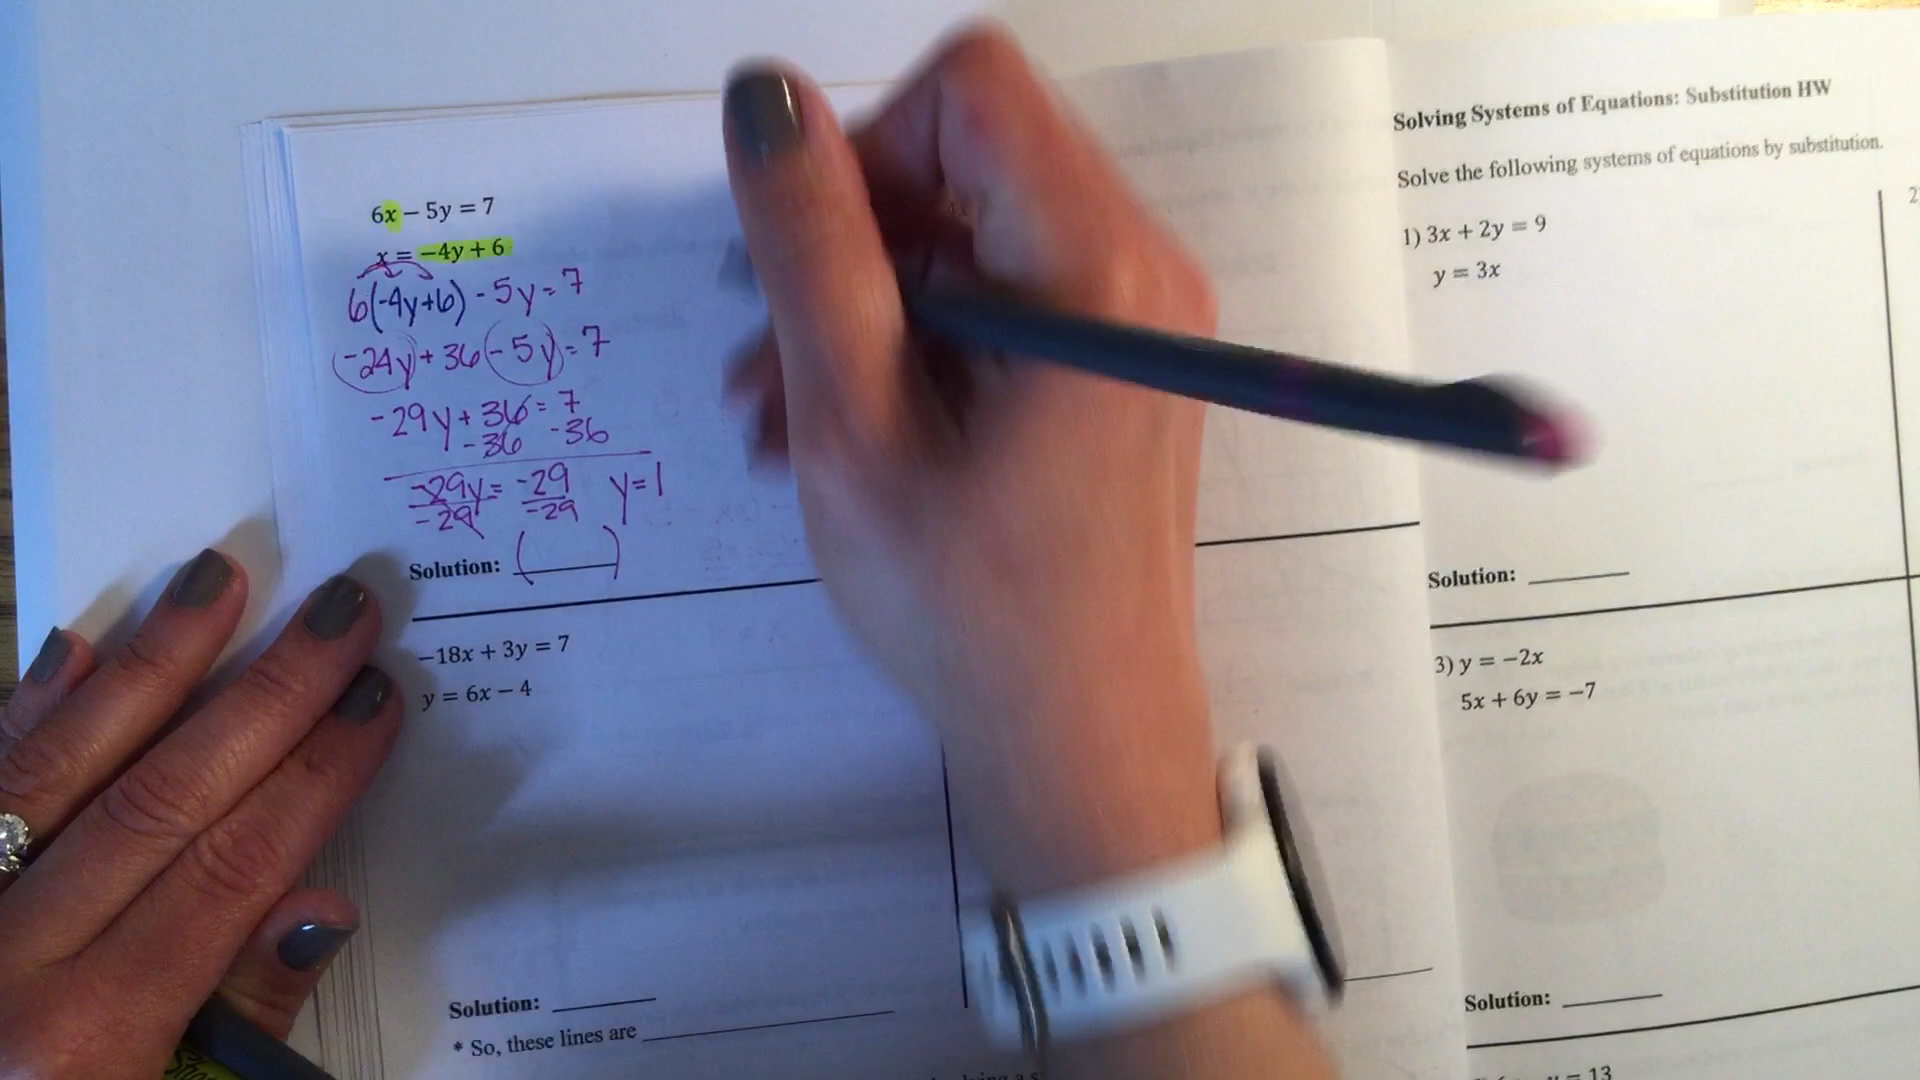 6x − 5y = 7
x = −4y + 6
6(-4y+6) - 5y = 7
-24y + 36 - 5y = 7
-29y + 36 = 7
-36 -36
-29y = -29 y = 1
-29 -29
Solution: ( )
−18x + 3y = 7
y = 6x − 4
Solution:
* So, these lines are
Solving Systems of Equations: Substitution HW
Solve the following systems of equations by substitution.
1) 3x + 2y = 9
y = 3x
Solution:
3) y = −2x
5x + 6y = −7
Solution:
= 13